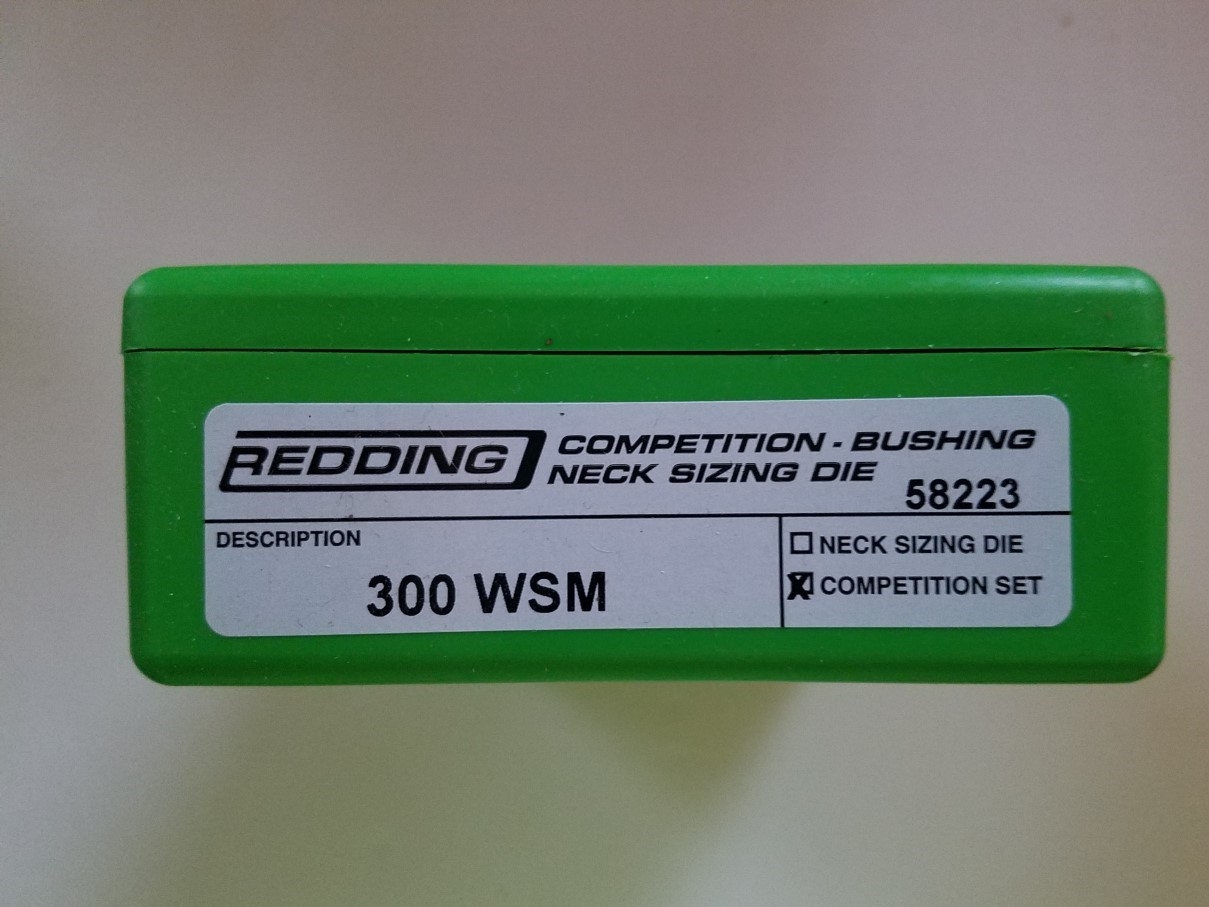 REDDING
COMPETITION - BUSHING
NECK SIZING DIE
58223
DESCRIPTION
300 WSM
NECK SIZING DIE
COMPETITION SET